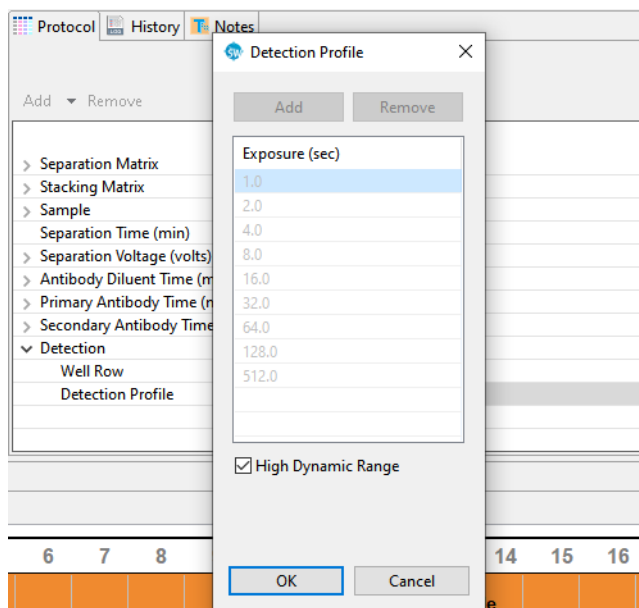 Protocol History Notes
Detection Profile
Add Remove
Add Remove
Exposure (sec)
1.0
2.0
4.0
8.0
16.0
32.0
64.0
128.0
512.0
Separation Matrix
Stacking Matrix
Sample
Separation Time (min)
Separation Voltage (volts)
Antibody Diluent Time (m
Primary Antibody Time (n
Secondary Antibody Time
Detection
Well Row
Detection Profile
High Dynamic Range
OK Cancel
6 7 8 14 15 16